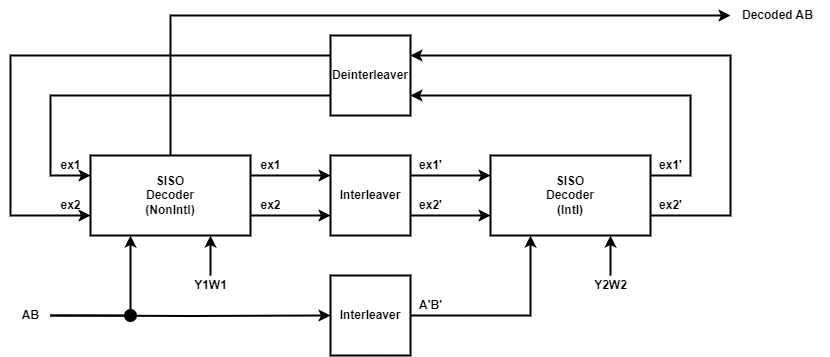 Decoded AB
Deinterleaver
ex1
ex1
ex1'
ex1'
SISO
Decoder
(NonIntl)
Interleaver
SISO
Decoder
(Intl)
ex2
ex2
ex2'
ex2'
Y1W1
Y2W2
AB
Interleaver
A'B'